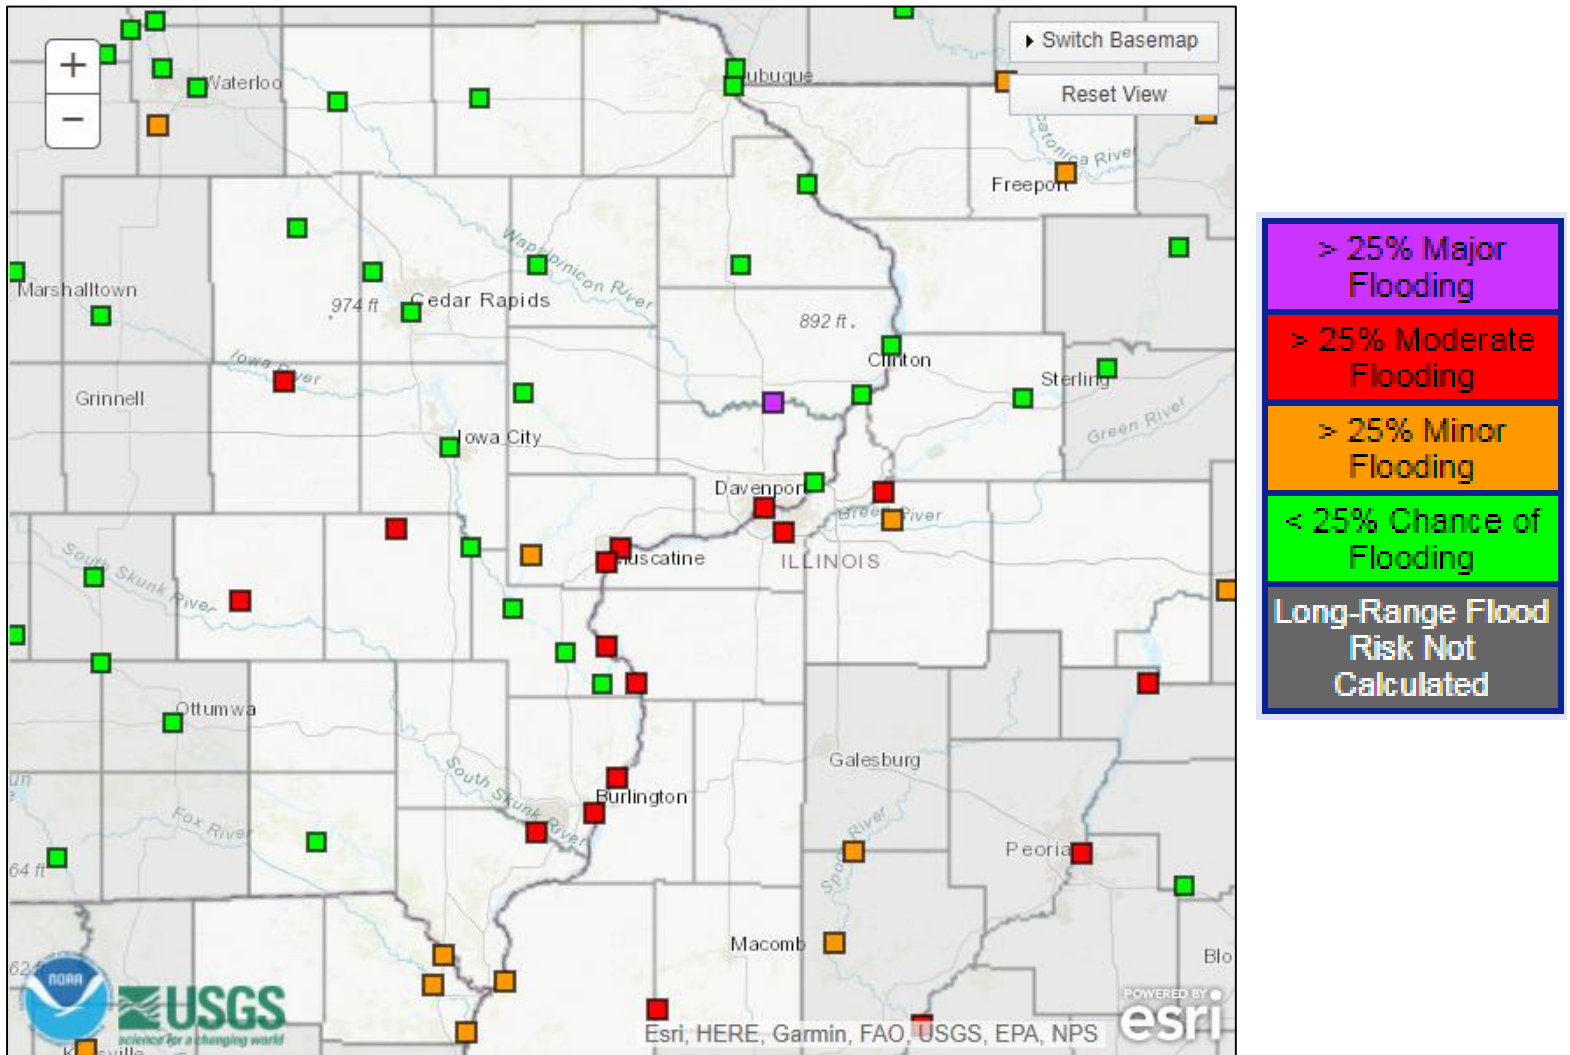 +
Switch Basemap
−
Waterloo
ubuque
Reset View
catonica River
Freeport
Wapsipinicon River
Marshalltown
974 ft
Cedar Rapids
892 ft
> 25% Major
Flooding
> 25% Moderate
Flooding
> 25% Minor
Flooding
< 25% Chance of
Flooding
Long-Range Flood
Risk Not
Calculated
Iowa River
Clinton
Sterling
Grinnell
Green River
Iowa City
Davenport
Green River
South Skunk River
Muscatine
ILLINOIS
Ottumwa
Galesburg
South Skunk River
Burlington
Fox River
Spoon River
Peoria
64 ft
Macomb
Blo
NOAA
USGS
science for a changing world
POWERED BY
esri
Esri, HERE, Garmin, FAO, USGS, EPA, NPS